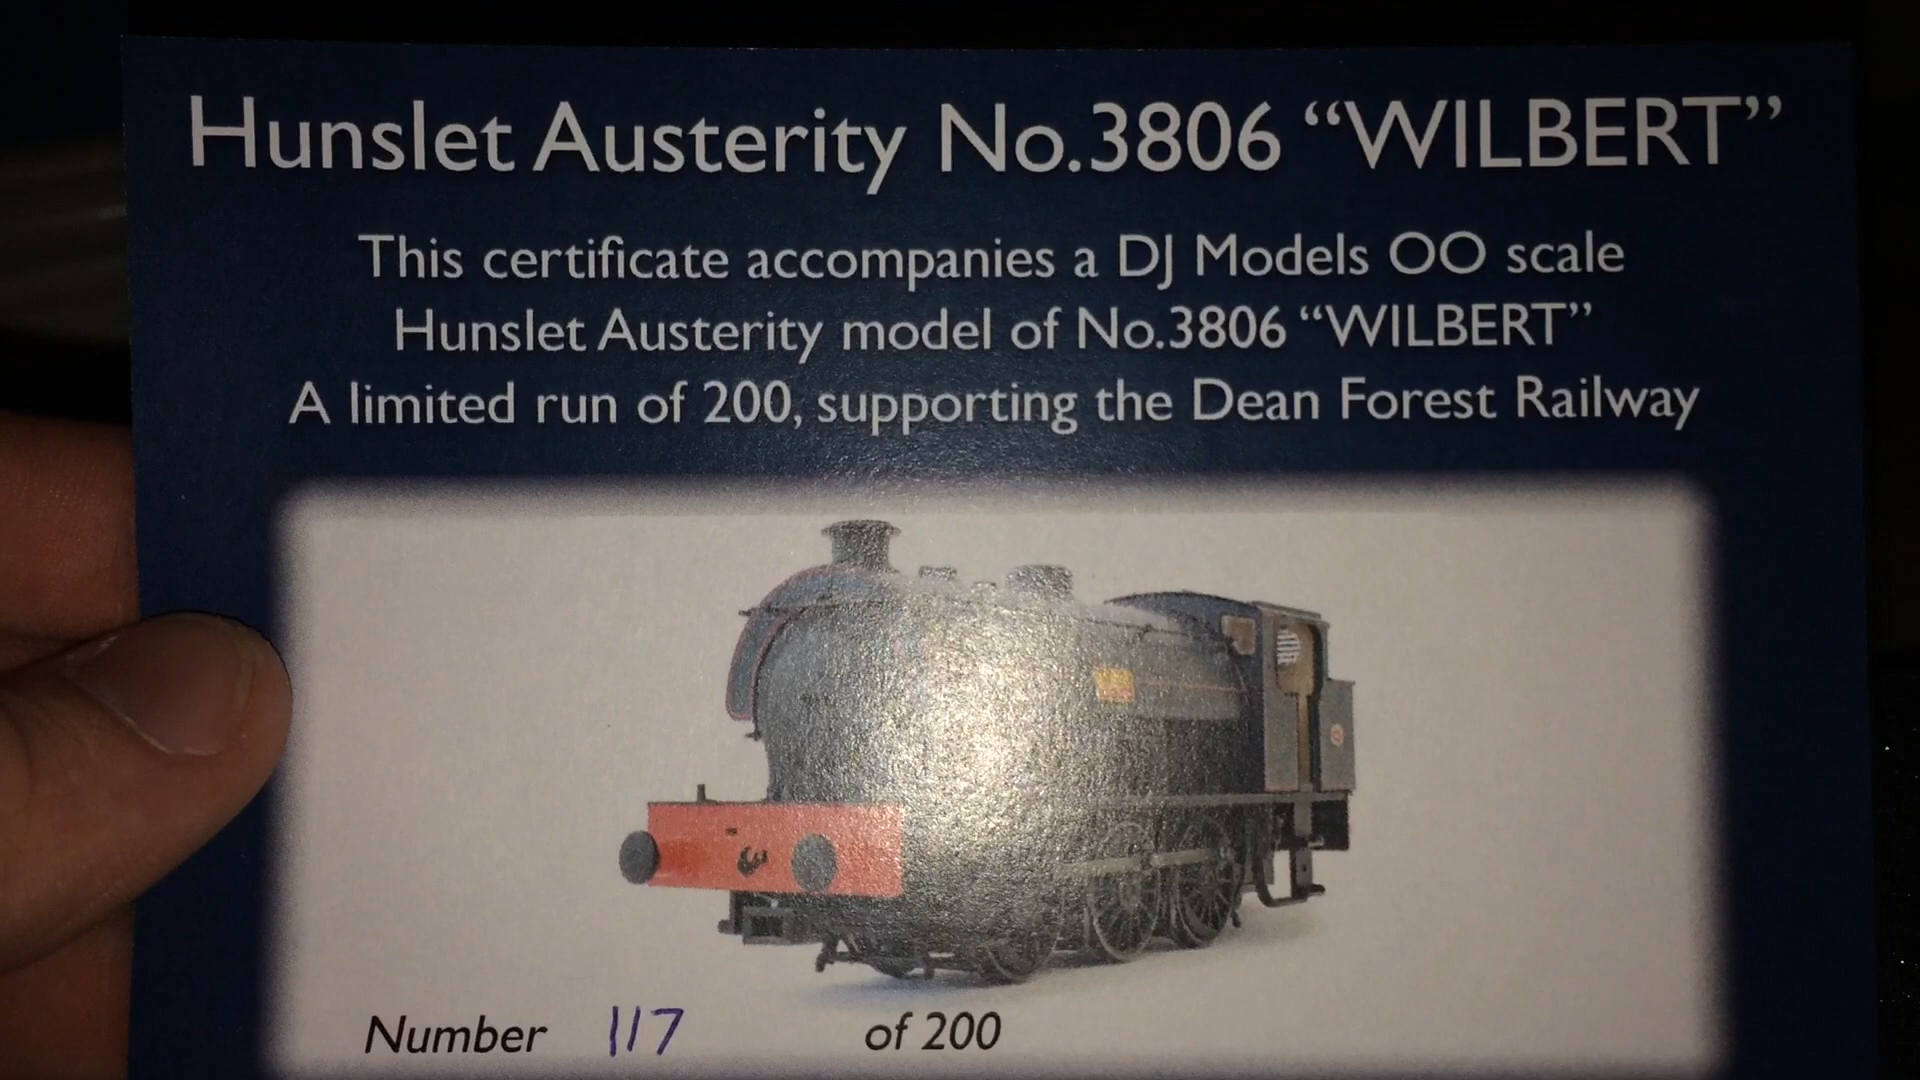 Hunslet Austerity No.3806 “WILBERT”
This certificate accompanies a DJ Models OO scale
Hunslet Austerity model of No.3806 “WILBERT”
A limited run of 200, supporting the Dean Forest Railway
Number 117 of 200